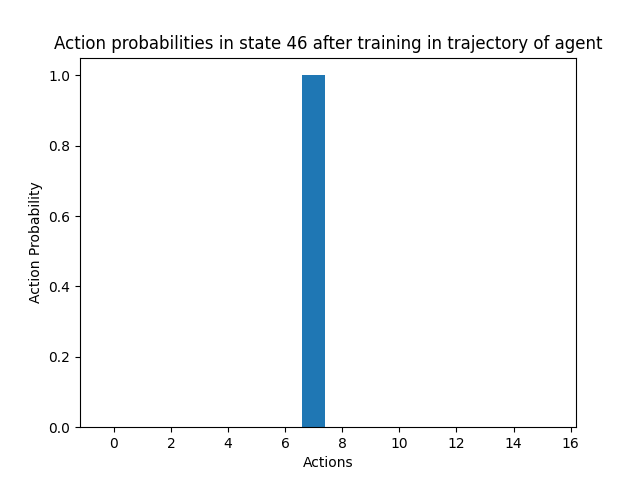 Action probabilities in state 46 after training in trajectory of agent
1.0
0.8
0.6
0.4
0.2
0.0
Action Probability
0 2 4 6 8 10 12 14 16
Actions